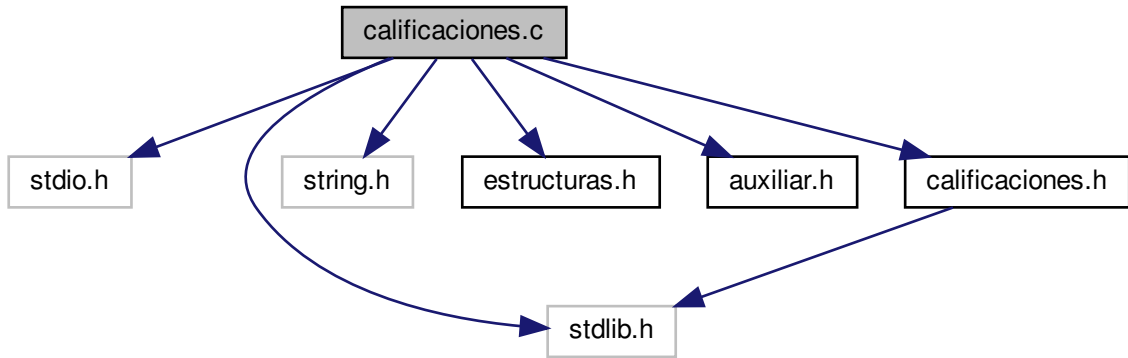 calificaciones.c
stdio.h
string.h
estructuras.h
auxiliar.h
calificaciones.h
stdlib.h